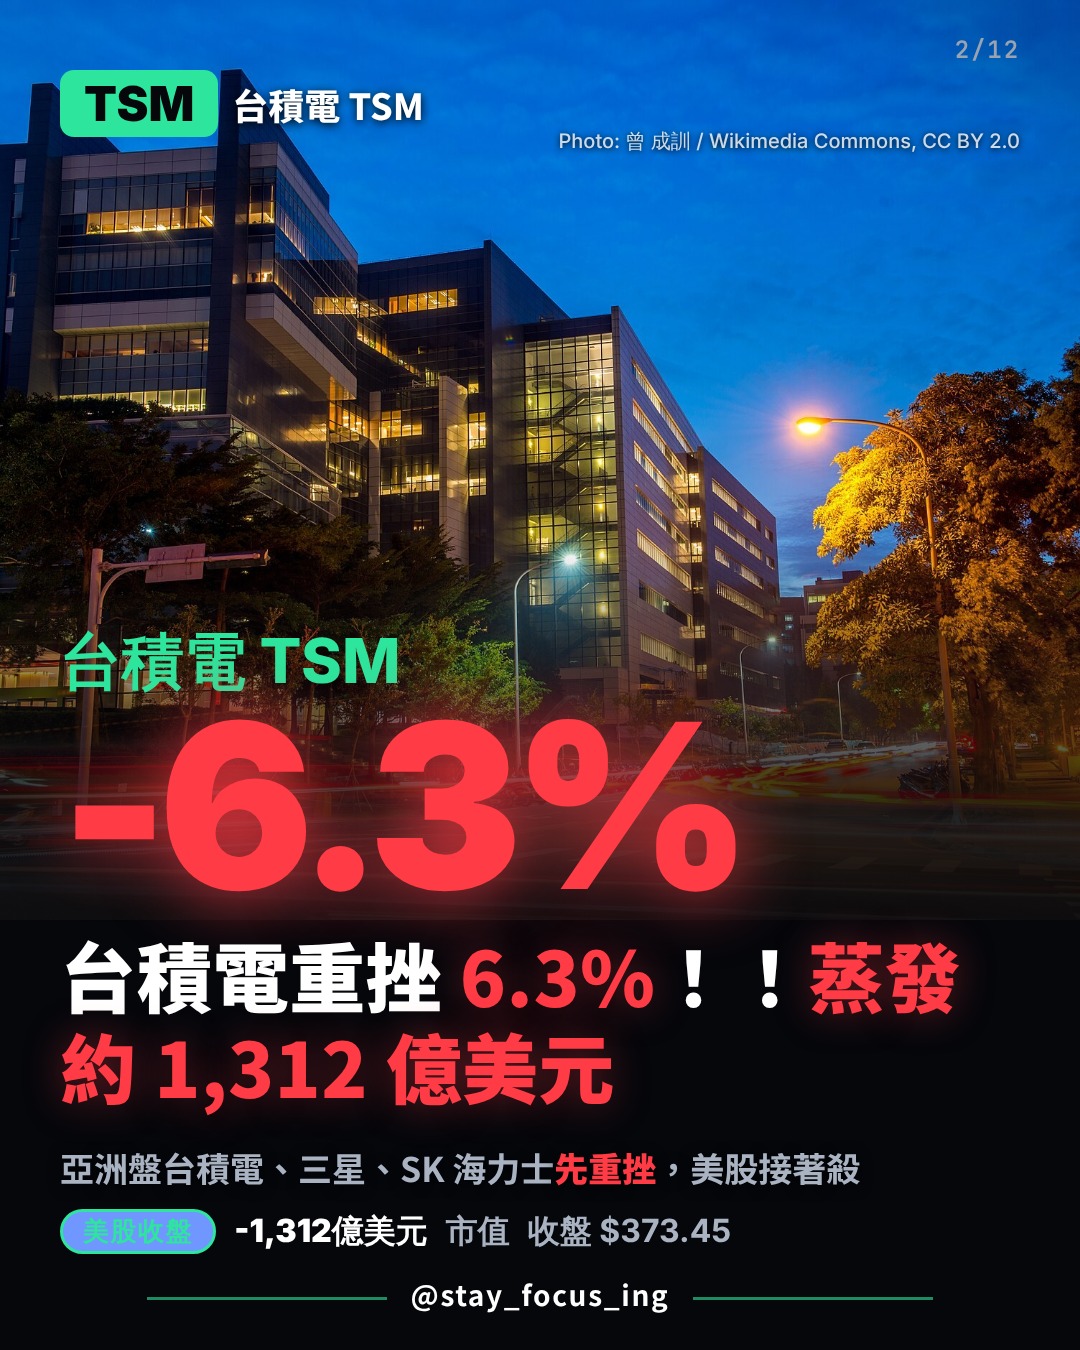 2/12
TSM 台積電 TSM
Photo: 曾 成訓 / Wikimedia Commons, CC BY 2.0
台積電 TSM
-6.3%
台積電重挫 6.3%！！蒸發
約 1,312 億美元
亞洲盤台積電、三星、SK 海力士先重挫，美股接著殺
美股收盤 -1,312億美元 市值 收盤 $373.45
@stay_focus_ing